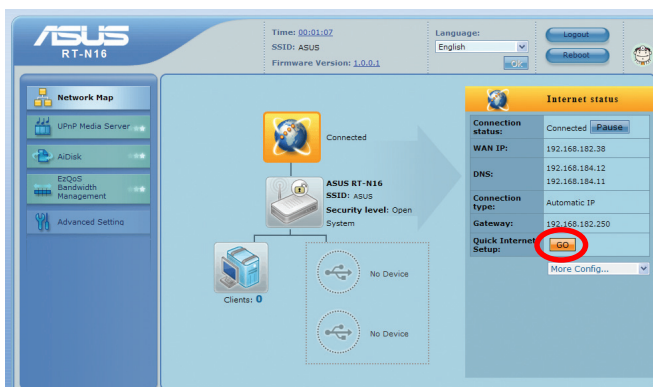 ASUS
RT-N16
Time: 00:01:07
SSID: ASUS
Firmware Version: 1.0.0.1
Language:
English
OK
Logout
Reboot
Network Map
UPnP Media Server
AiDisk
EzQoS
Bandwidth
Management
Advanced Setting
Connected
ASUS RT-N16
SSID: ASUS
Security level: Open
System
Clients: 0
No Device
No Device
Internet status
Connection
status:
Connected Pause
WAN IP: 192.168.182.38
DNS:
192.168.184.12
192.168.184.11
Connection
type:
Automatic IP
Gateway: 192.168.182.250
Quick Internet
Setup:
GO
More Config...